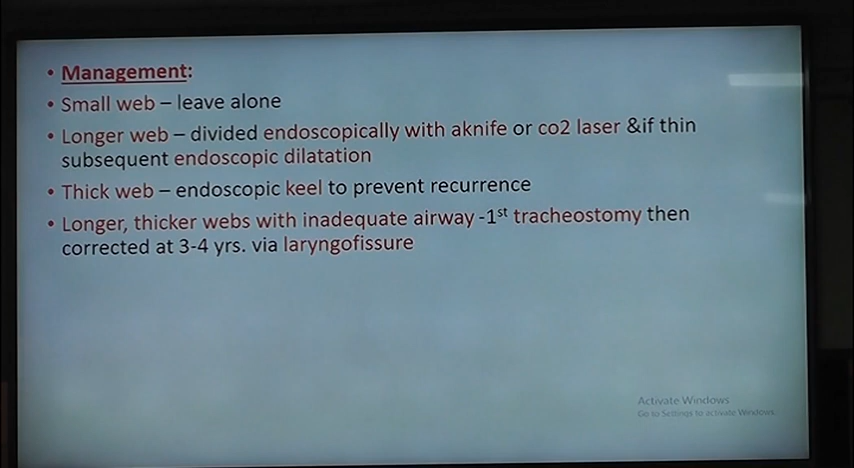 • Management:
• Small web – leave alone
• Longer web – divided endoscopically with aknife or co2 laser &if thin
subsequent endoscopic dilatation
• Thick web – endoscopic keel to prevent recurrence
• Longer, thicker webs with inadequate airway -1st tracheostomy then
corrected at 3-4 yrs. via laryngofissure
Activate Windows
Go to Settings to activate Windows.